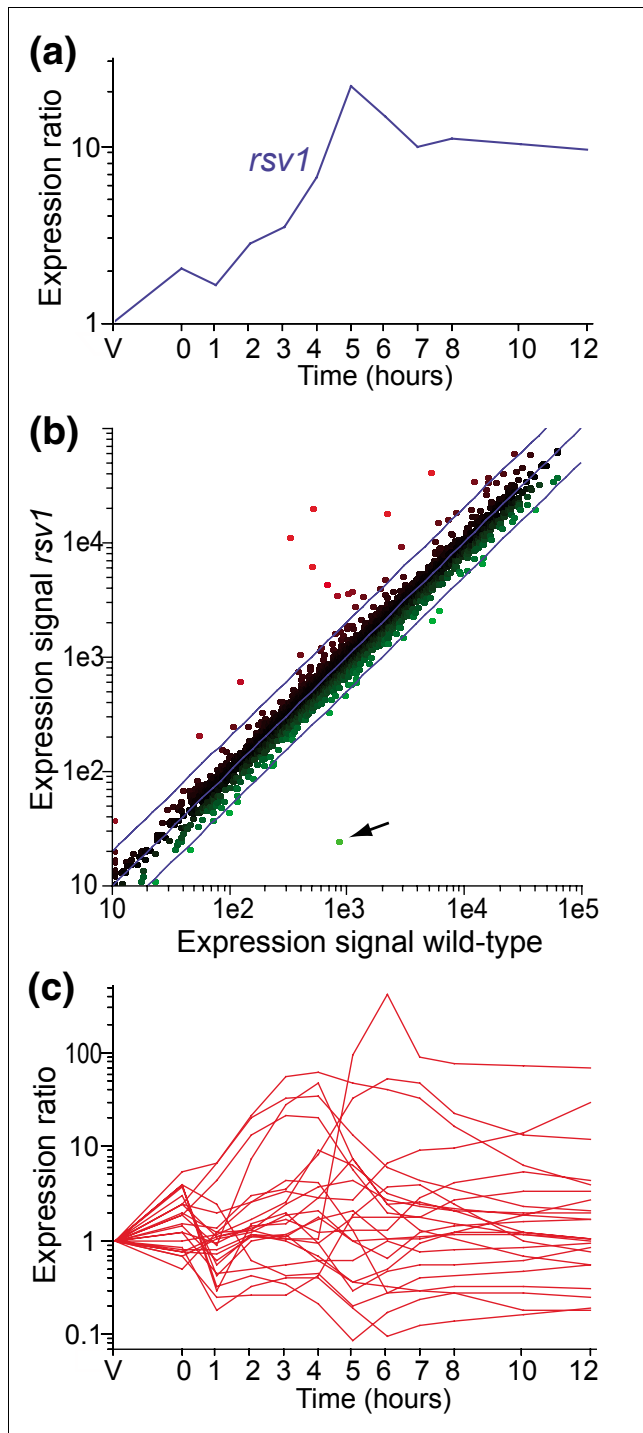 (a)
Expression ratio
10
1
rsv1
V 0 1 2 3 4 5 6 7 8 10 12
Time (hours)
(b)
Expression signal rsv1
1e4
1e3
1e2
10
10 1e2 1e3 1e4 1e5
Expression signal wild-type
(c)
Expression ratio
100
10
1
0.1
V 0 1 2 3 4 5 6 7 8 10 12
Time (hours)